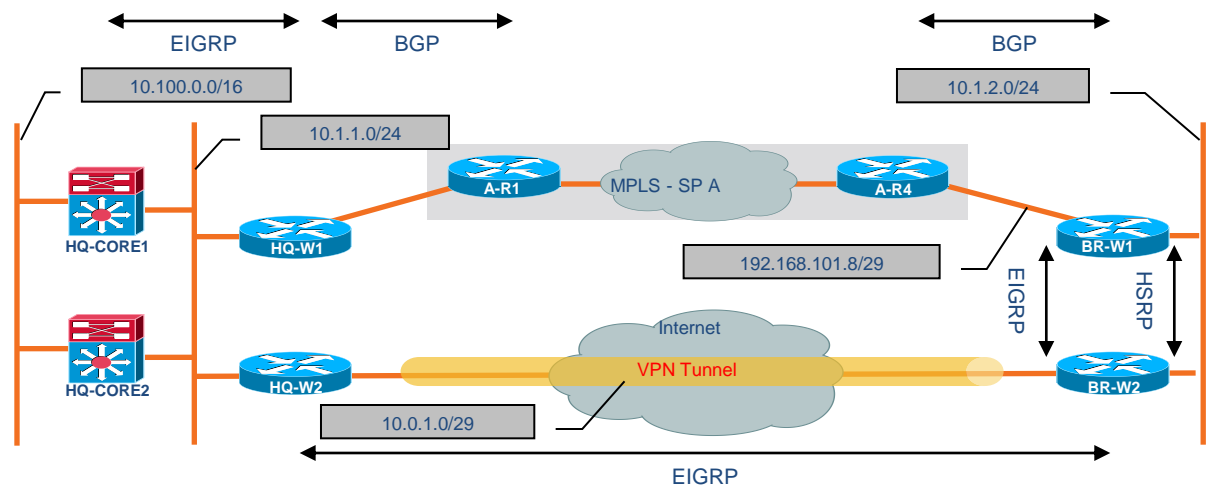 EIGRP
BGP
BGP
10.100.0.0/16
10.1.2.0/24
10.1.1.0/24
A-R1
MPLS - SP A
A-R4
HQ-CORE1
HQ-W1
BR-W1
192.168.101.8/29
EIGRP
HSRP
Internet
VPN Tunnel
HQ-CORE2
HQ-W2
BR-W2
10.0.1.0/29
EIGRP